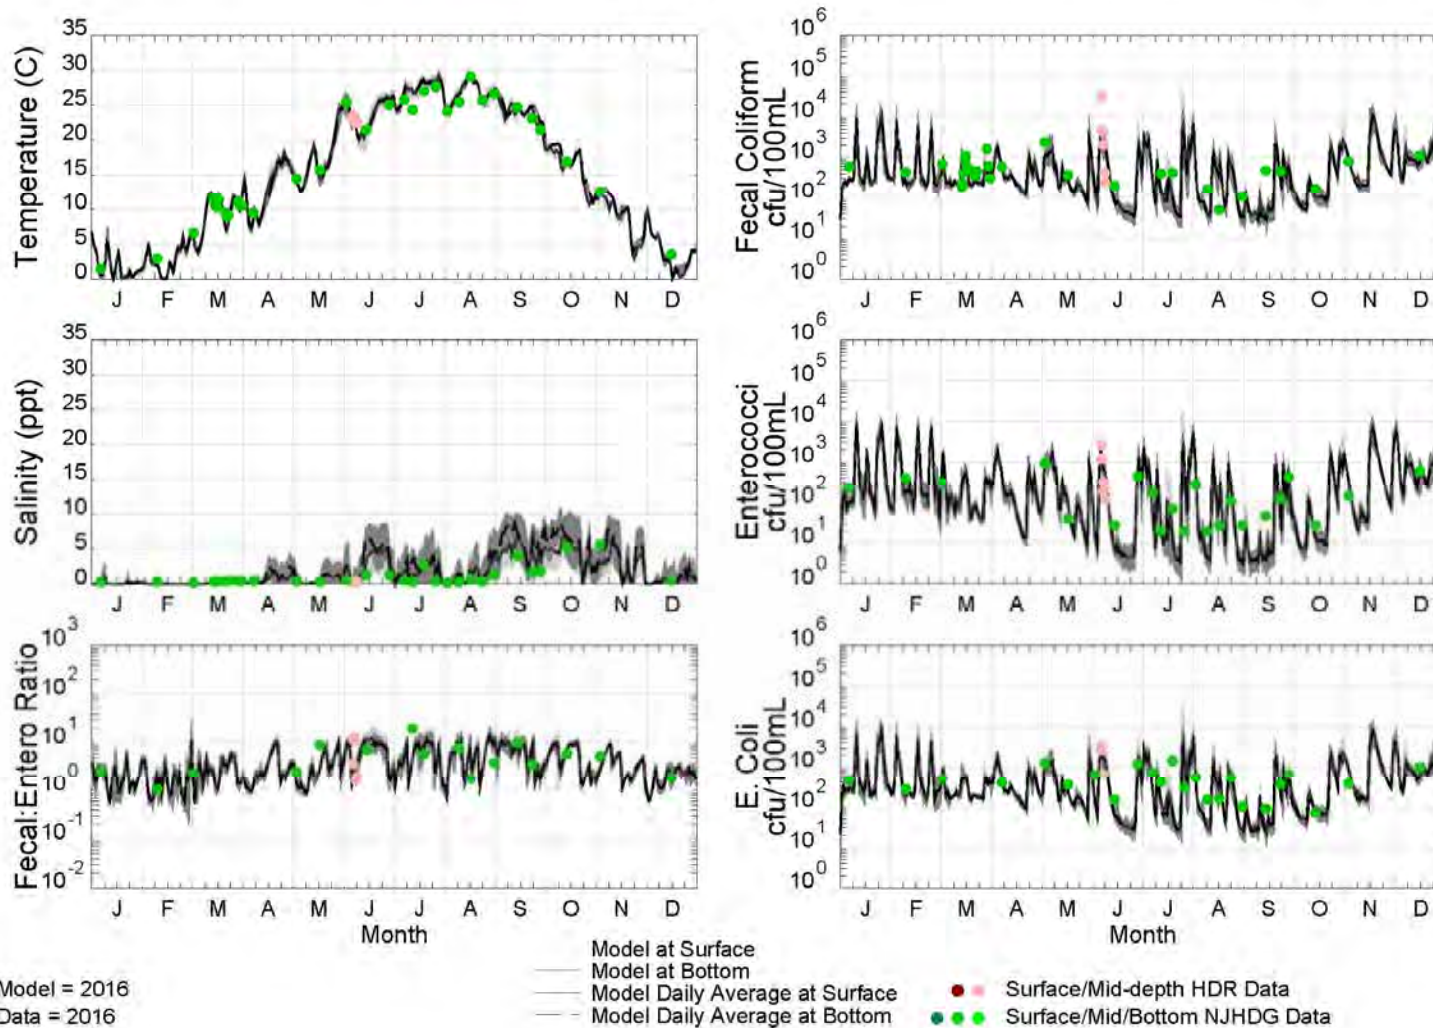 Temperature (C)
35
30
25
20
15
10
5
0
J F M A M J J A S O N D
Fecal Coliform
cfu/100mL
10^6
10^5
10^4
10^3
10^2
10^1
10^0
J F M A M J J A S O N D
Salinity (ppt)
35
30
25
20
15
10
5
0
J F M A M J J A S O N D
Enterococci
cfu/100mL
10^6
10^5
10^4
10^3
10^2
10^1
10^0
J F M A M J J A S O N D
Fecal:Entero Ratio
10^3
10^2
10^1
10^0
10^-1
10^-2
J F M A M J J A S O N D
Month
E. Coli
cfu/100mL
10^6
10^5
10^4
10^3
10^2
10^1
10^0
J F M A M J J A S O N D
Month
Model = 2016
Data = 2016
Model at Surface
Model at Bottom
Model Daily Average at Surface
Model Daily Average at Bottom
Surface/Mid-depth HDR Data
Surface/Mid/Bottom NJHDG Data